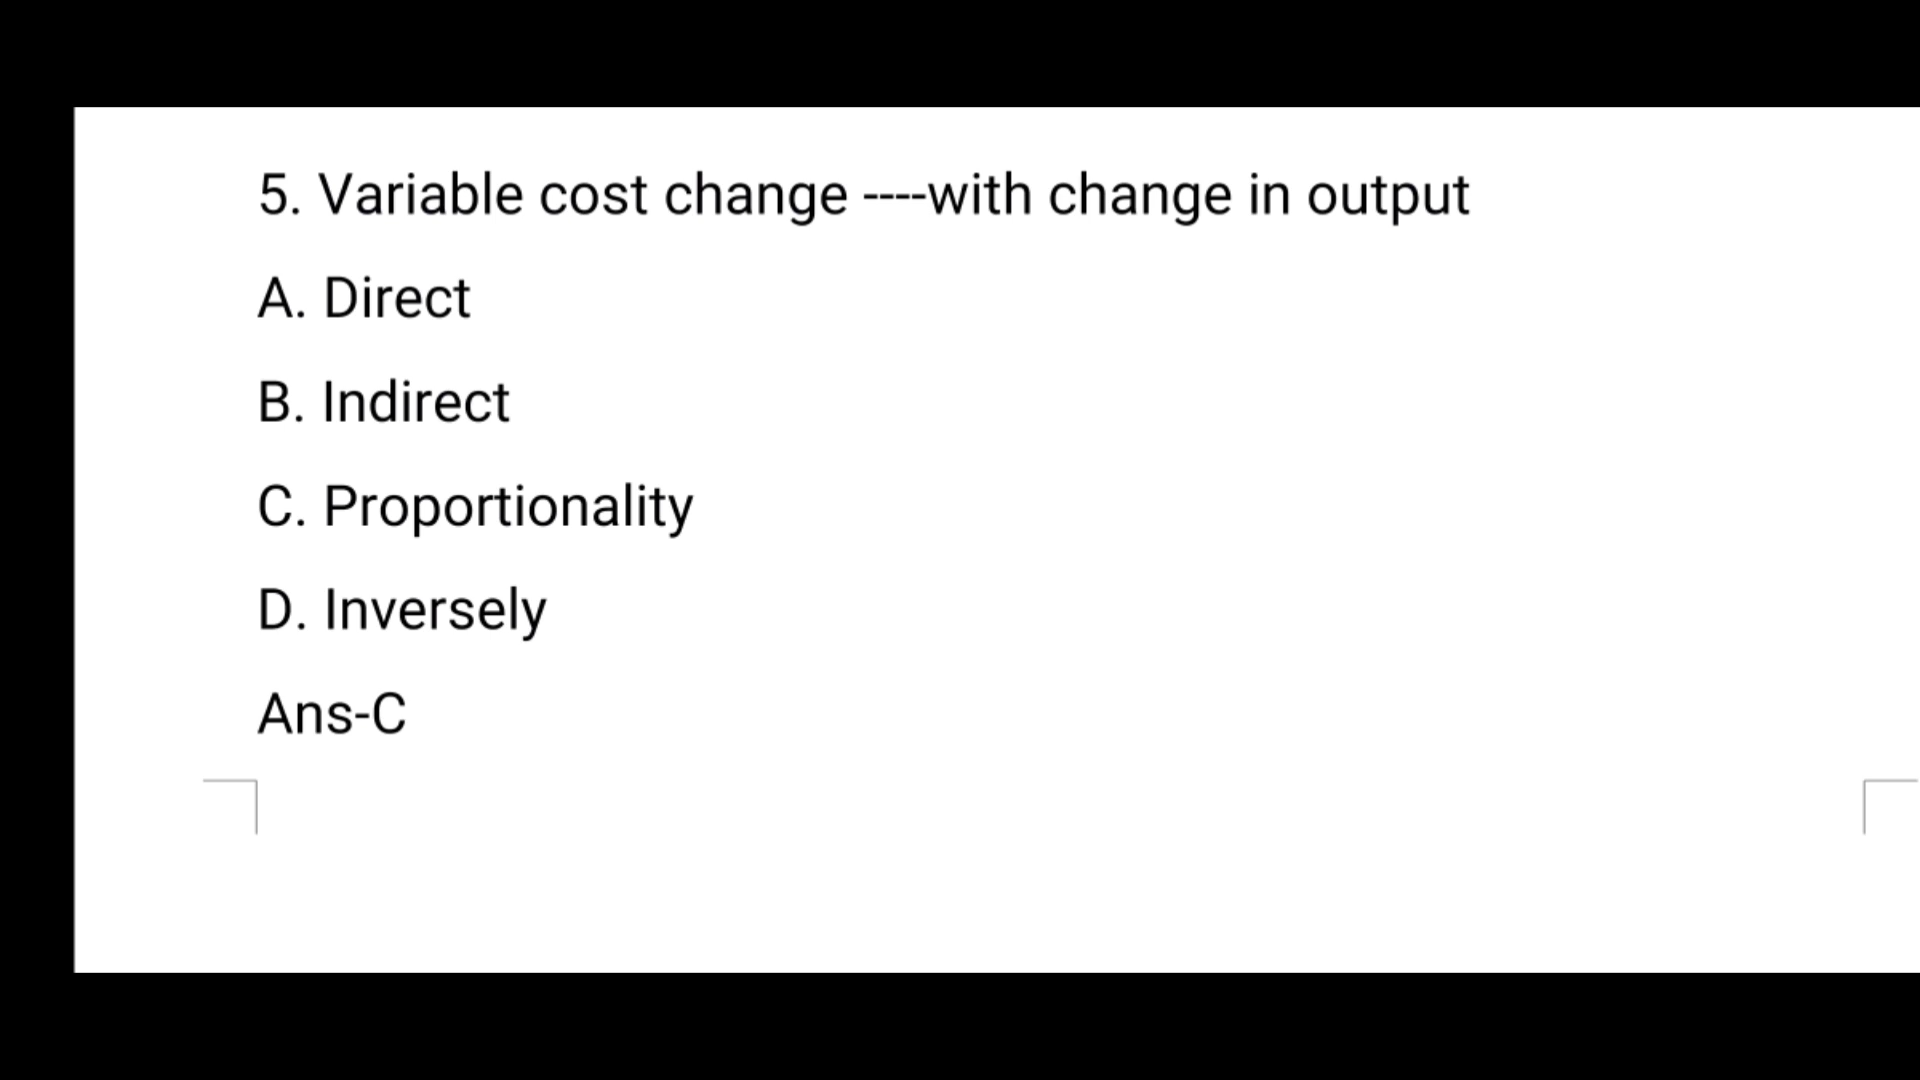 5. Variable cost change ----with change in output
A. Direct
B. Indirect
C. Proportionality
D. Inversely
Ans-C